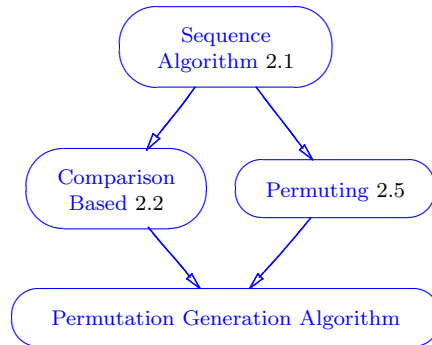 Sequence
Algorithm 2.1
Comparison
Based 2.2
Permuting 2.5
Permutation Generation Algorithm